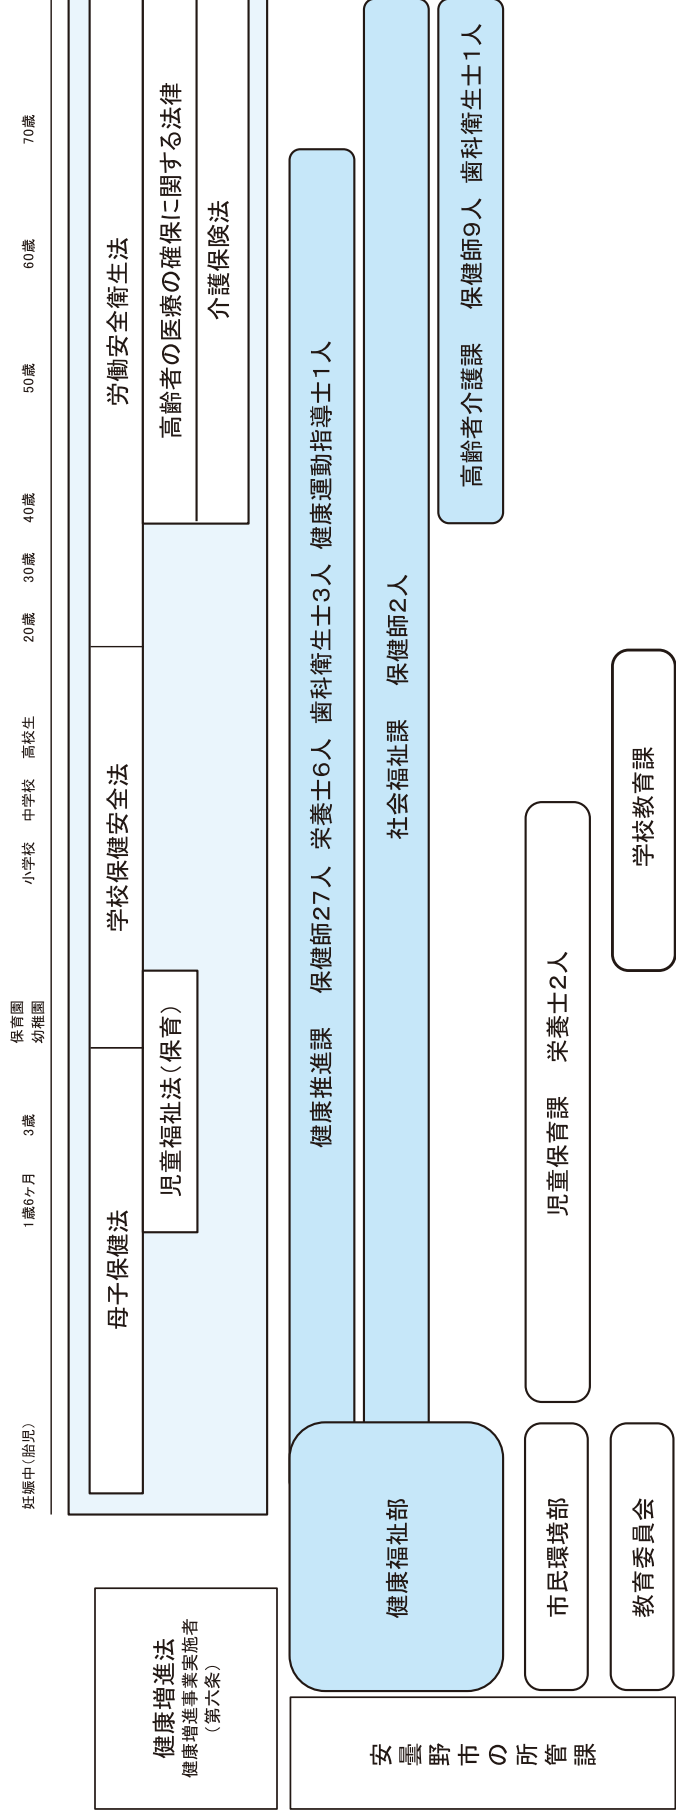 妊娠中（胎児）
1歳6ヶ月
3歳
保育園
幼稚園
小学校
中学校
高校生
20歳
30歳
40歳
50歳
60歳
70歳
健康増進法
健康増進事業実施者
（第六条）
母子保健法
学校保健安全法
労働安全衛生法
児童福祉法（保育）
高齢者の医療の確保に関する法律
介護保険法
安曇野市の所管課
健康福祉部
健康推進課　保健師27人 栄養士6人 歯科衛生士3人 健康運動指導士1人
社会福祉課　保健師2人
高齢者介護課　保健師9人 歯科衛生士1人
市民環境部
児童保育課　栄養士2人
教育委員会
学校教育課